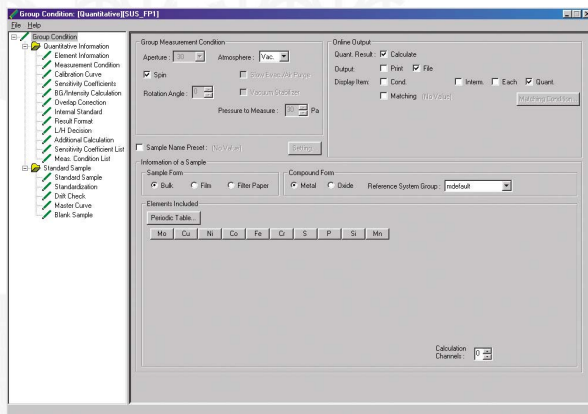 Group Condition: [Quantitative][SUS_FP1]
File Help
Group Condition
Quantitative Information
Element Information
Measurement Condition
Calibration Curve
Sensitivity Coefficients
BG/Intensity Calculation
Overlap Correction
Internal Standard
Result Format
L/H Decision
Additional Calculation
Sensitivity Coefficient List
Meas. Condition List
Standard Sample
Standard Sample
Standardization
Drift Check
Master Curve
Blank Sample
Group Measurement Condition
Aperture : 30 Atmosphere : Vac.
Spin Slow Evac/Air Purge
Rotation Angle : Vacuum Stabilizer
Pressure to Measure : 30 Pa
Sample Name Preset : (No Value) Setting...
Online Output
Quant. Result : Calculate
Output: Print File
Display Item: Cond. Interm. Each Quant.
Matching (No Value) Matching Condition...
Information of a Sample
Sample Form
Bulk Film Filter Paper
Compound Form
Metal Oxide Reference System Group : mdefault
Elements Included
Periodic Table...
Mo Cu Ni Co Fe Cr S P Si Mn
Calculation
Channels : 0